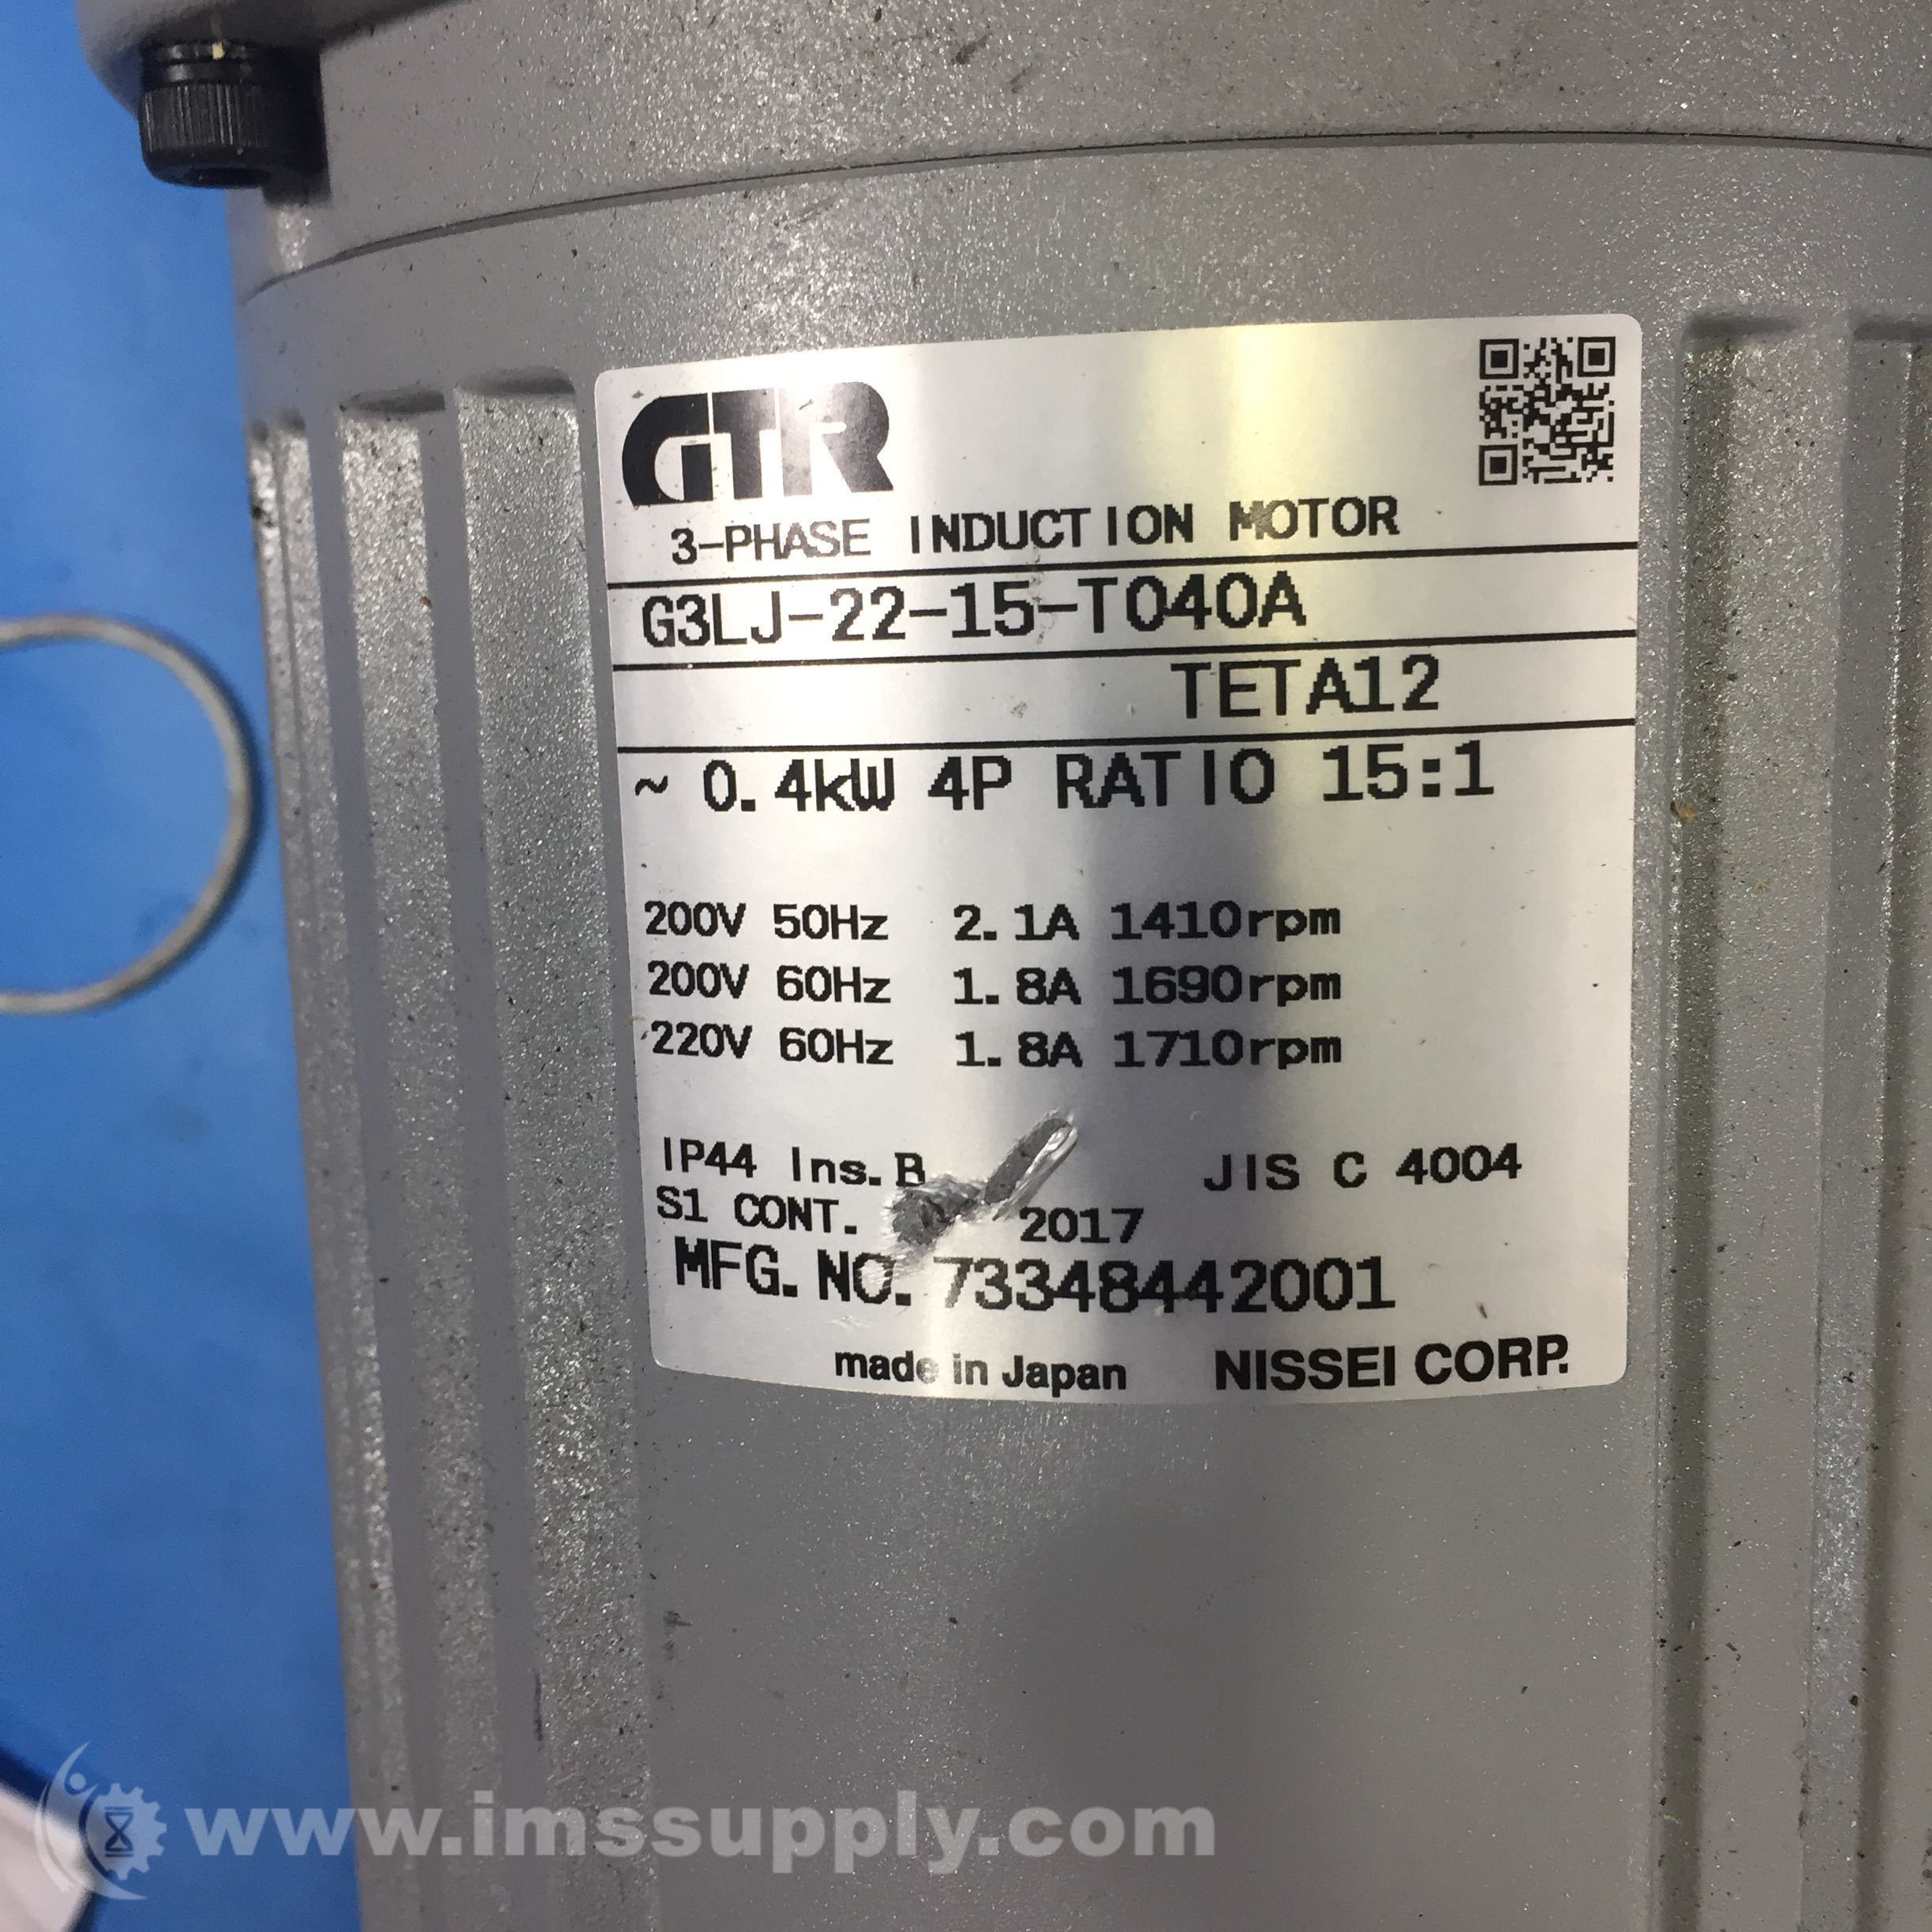 GTR
3-PHASE INDUCTION MOTOR
G3LJ-22-15-T040A
TETA12
~ 0.4kW 4P RATIO 15:1
200V 50Hz 2.1A 1410rpm
200V 60Hz 1.8A 1690rpm
220V 60Hz 1.8A 1710rpm
IP44 Ins.B JIS C 4004
S1 CONT. 2017
MFG.NO. 73348442001
made in Japan NISSEI CORP.
www.imssupply.com